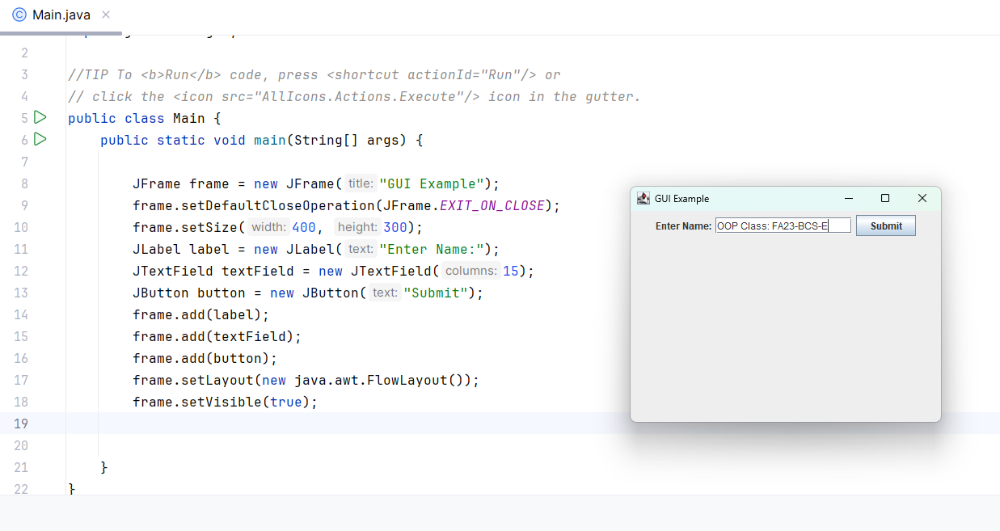 Main.java
2
3 //TIP To <b>Run</b> code, press <shortcut actionId="Run"/> or
4 // click the <icon src="AllIcons.Actions.Execute"/> icon in the gutter.
5 public class Main {
6 public static void main(String[] args) {
7
8 JFrame frame = new JFrame( title: "GUI Example");
9 frame.setDefaultCloseOperation(JFrame.EXIT_ON_CLOSE);
10 frame.setSize( width: 400, height: 300);
11 JLabel label = new JLabel( text: "Enter Name:");
12 JTextField textField = new JTextField( columns: 15);
13 JButton button = new JButton( text: "Submit");
14 frame.add(label);
15 frame.add(textField);
16 frame.add(button);
17 frame.setLayout(new java.awt.FlowLayout());
18 frame.setVisible(true);
19
20
21 }
22 }
GUI Example
Enter Name: OOP Class: FA23-BCS-E Submit